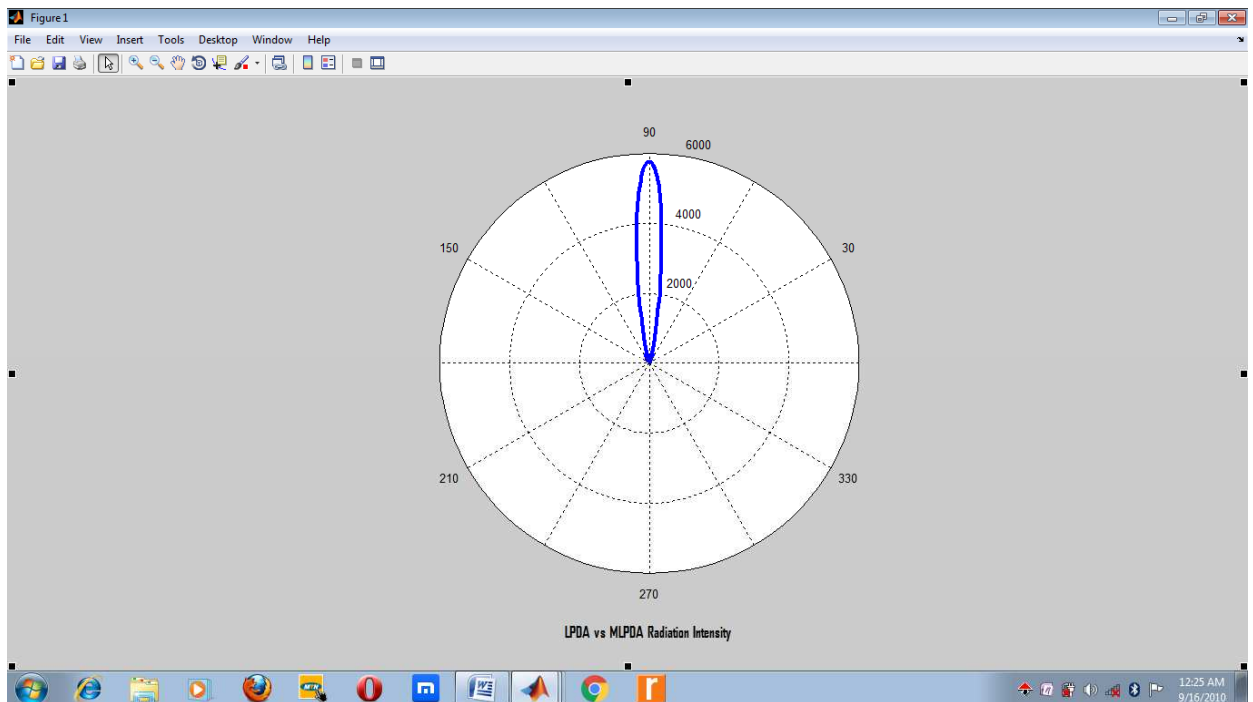 Figure 1
File Edit View Insert Tools Desktop Window Help
90
6000
4000
150
30
2000
210
330
270
LPDA vs MLPDA Radiation Intensity
12:25 AM
9/16/2010